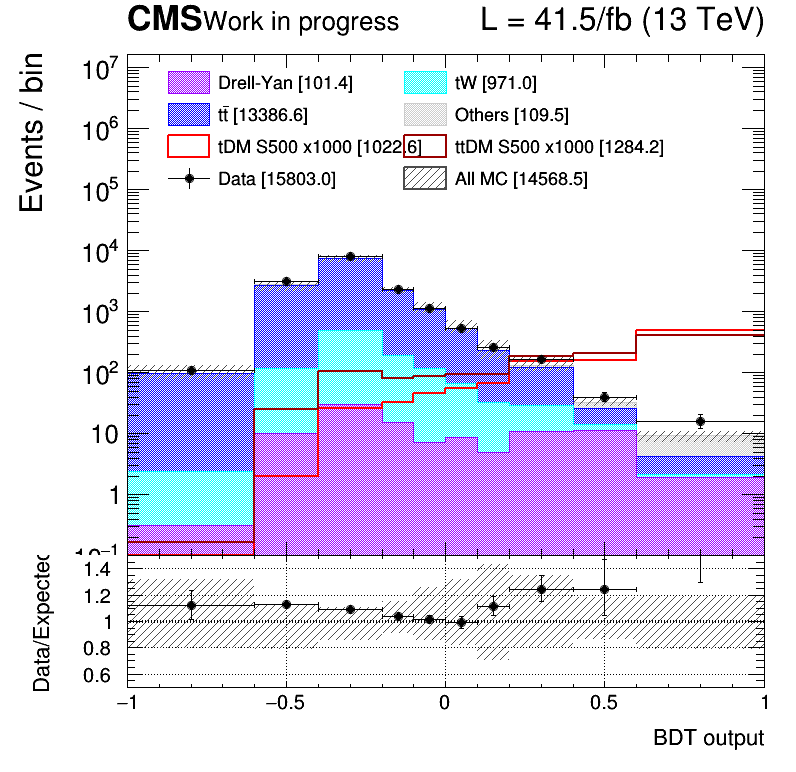 CMS Work in progress L = 41.5/fb (13 TeV)
Events / bin
10⁷
10⁶
10⁵
10⁴
10³
10²
10
1
10⁻¹
Drell-Yan [101.4] tW [971.0]
tt̄ [13386.6] Others [109.5]
tDM S500 x1000 [1022.6] ttDM S500 x1000 [1284.2]
Data [15803.0] All MC [14568.5]
Data/Expected
1.4
1.2
1
0.8
0.6
−1 −0.5 0 0.5 1
BDT output